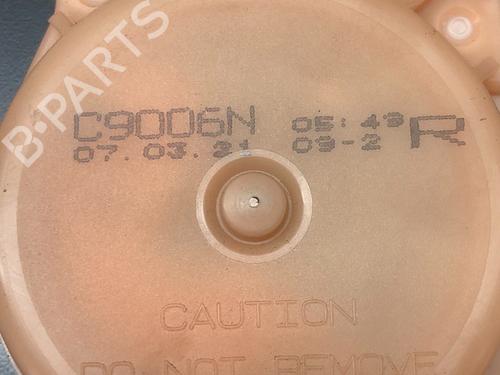 B-PARTS
C9006N 05:49 R
07.03.21 09-2
CAUTION
DO NOT REMOVE